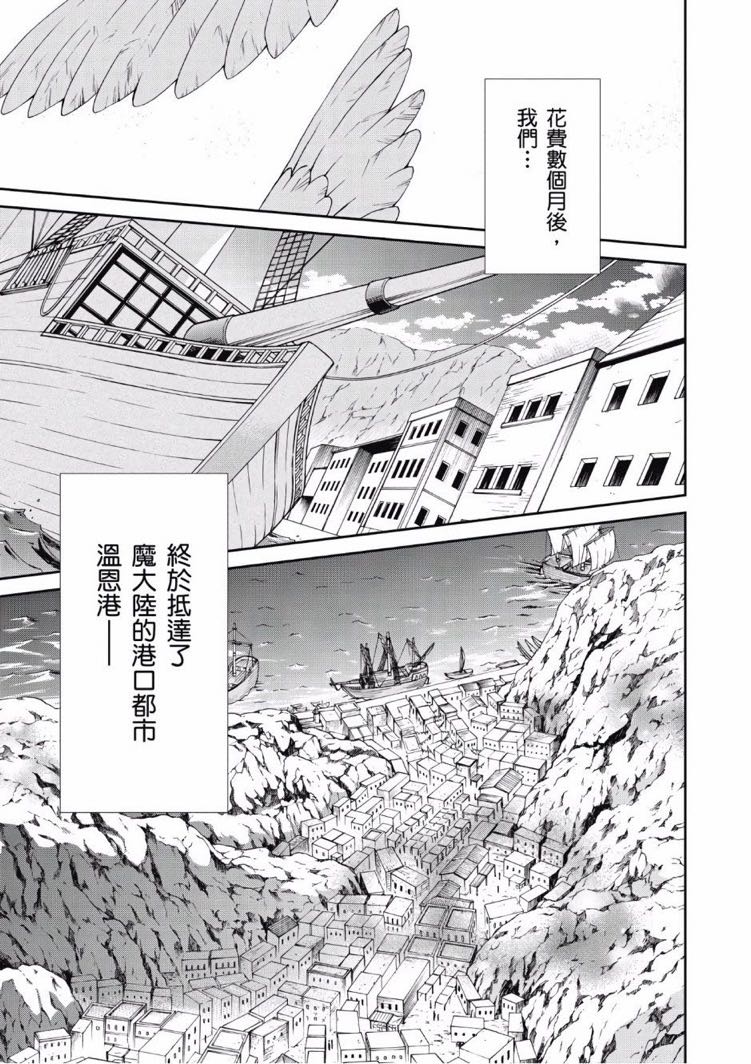 花費數個月後，
我們…
終於抵達了
魔大陸的港口都市
溫恩港──